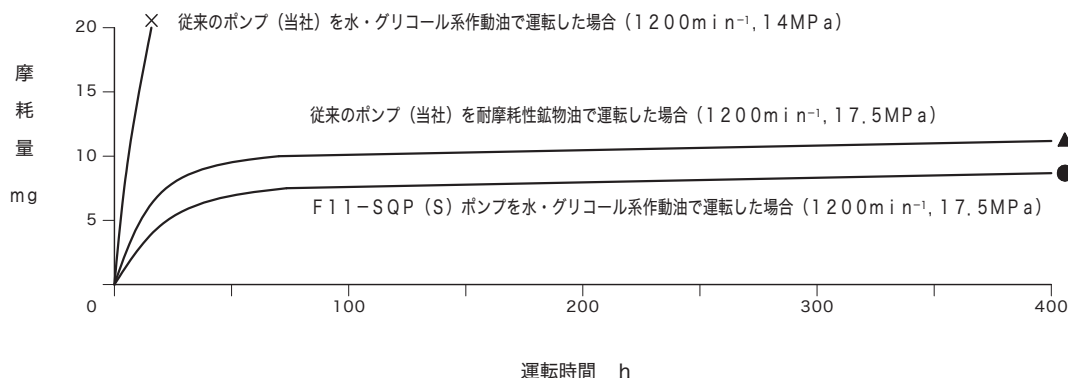 従来のポンプ（当社）を水・グリコール系作動油で運転した場合（1200min⁻¹,14MPa）
従来のポンプ（当社）を耐摩耗性鉱物油で運転した場合（1200min⁻¹,17.5MPa）
F11－SQP（S）ポンプを水・グリコール系作動油で運転した場合（1200min⁻¹,17.5MPa）
摩
耗
量
mg
20
15
10
5
0
100
200
300
400
運転時間 h